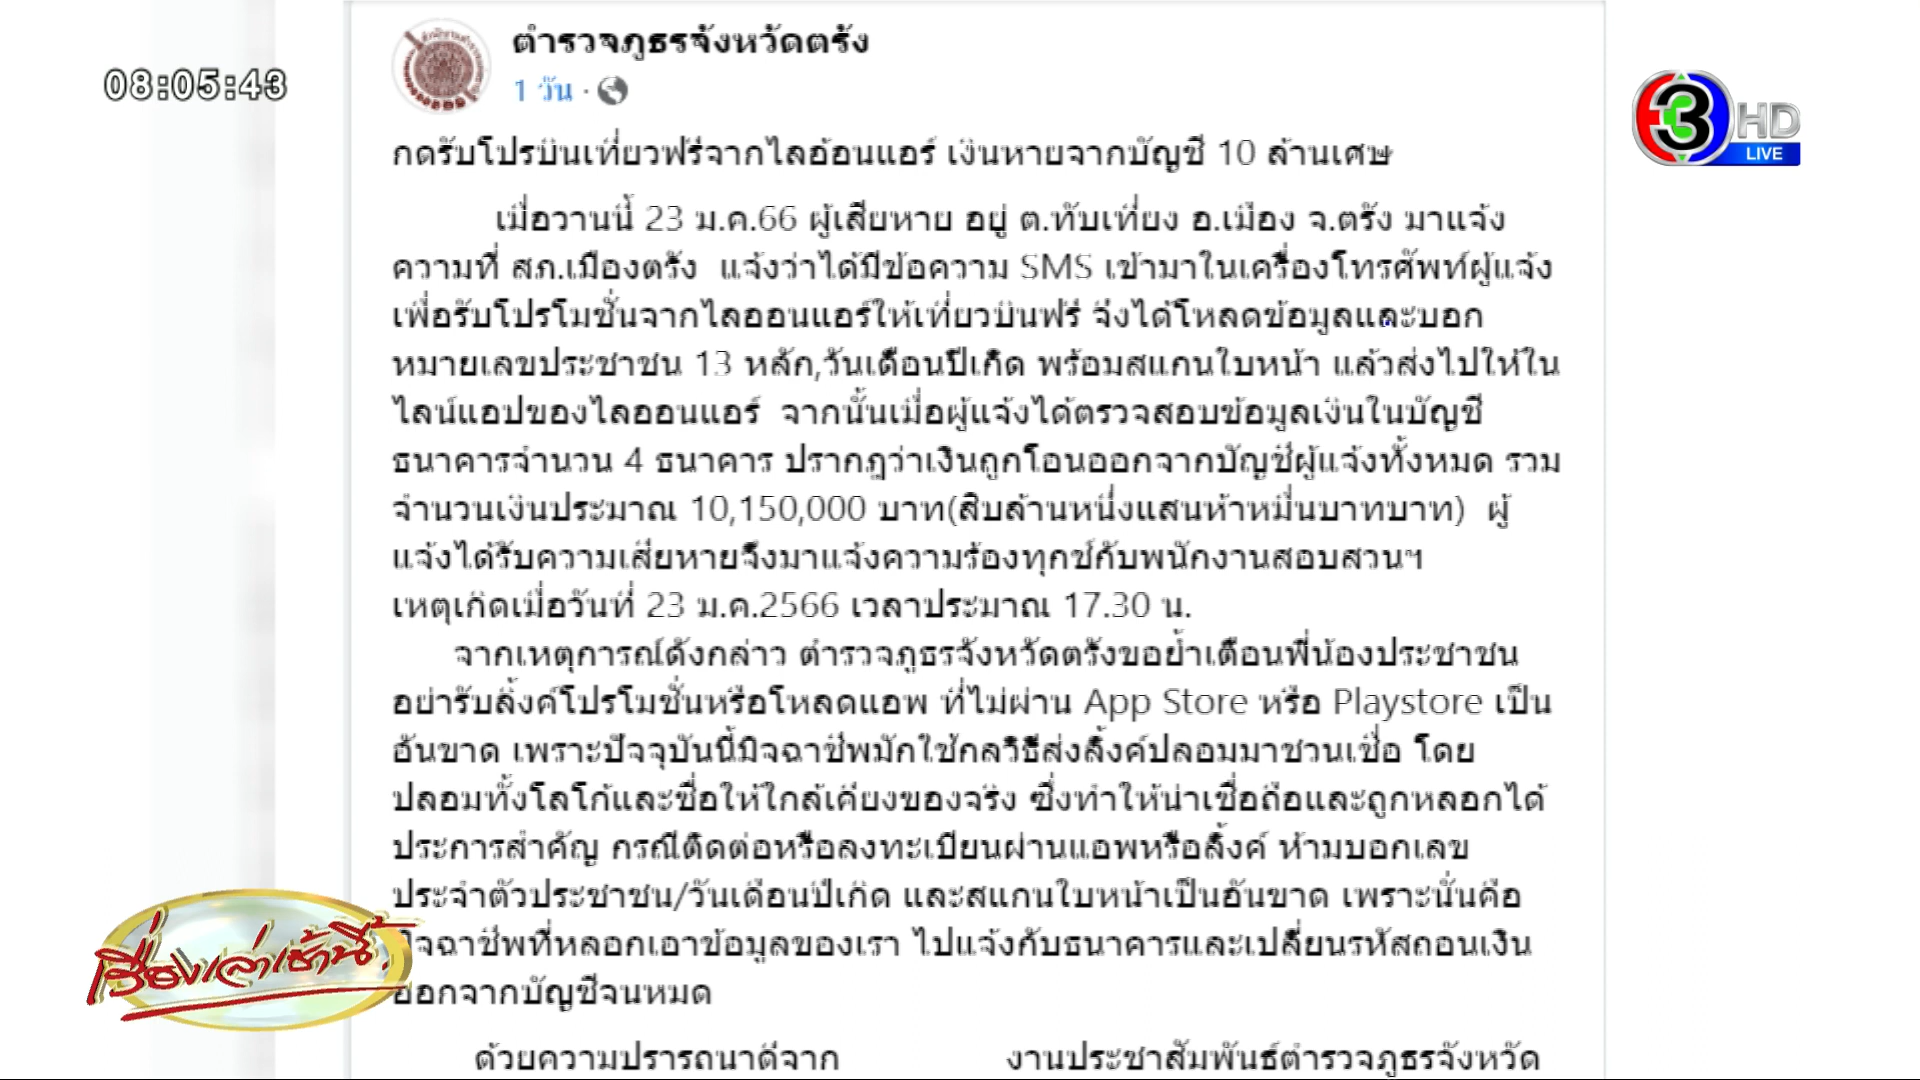 08:05:43
ตำรวจภูธรจังหวัดตรัง
1 วัน ·
3 HD
LIVE
กดรับโปรบินเที่ยวฟรีจากไลอ้อนแอร์ เงินหายจากบัญชี 10 ล้านเศษ
เมื่อวานนี้ 23 ม.ค.66 ผู้เสียหาย อยู่ ต.ทับเที่ยง อ.เมือง จ.ตรัง มาแจ้ง
ความที่ สภ.เมืองตรัง แจ้งว่าได้มีข้อความ SMS เข้ามาในเครื่องโทรศัพท์ผู้แจ้ง
เพื่อรับโปรโมชั่นจากไลออนแอร์ให้เที่ยวบินฟรี จึงได้โหลดข้อมูลและบอก
หมายเลขประชาชน 13 หลัก,วันเดือนปีเกิด พร้อมสแกนใบหน้า แล้วส่งไปให้ใน
ไลน์แอปของไลออนแอร์ จากนั้นเมื่อผู้แจ้งได้ตรวจสอบข้อมูลเงินในบัญชี
ธนาคารจำนวน 4 ธนาคาร ปรากฎว่าเงินถูกโอนออกจากบัญชีผู้แจ้งทั้งหมด รวม
จำนวนเงินประมาณ 10,150,000 บาท(สิบล้านหนึ่งแสนห้าหมื่นบาทบาท) ผู้
แจ้งได้รับความเสียหายจึงมาแจ้งความร้องทุกข์กับพนักงานสอบสวนฯ
เหตุเกิดเมื่อวันที่ 23 ม.ค.2566 เวลาประมาณ 17.30 น.
จากเหตุการณ์ดังกล่าว ตำรวจภูธรจังหวัดตรังขอย้ำเตือนพี่น้องประชาชน
อย่ารับลิ้งค์โปรโมชั่นหรือโหลดแอพ ที่ไม่ผ่าน App Store หรือ Playstore เป็น
อันขาด เพราะปัจจุบันนี้มิจฉาชีพมักใช้กลวิธีส่งลิ้งค์ปลอมมาชวนเชื่อ โดย
ปลอมทั้งโลโก้และชื่อให้ใกล้เคียงของจริง ซึ่งทำให้น่าเชื่อถือและถูกหลอกได้
ประการสำคัญ กรณีติดต่อหรือลงทะเบียนผ่านแอพหรือลิ้งค์ ห้ามบอกเลข
ประจำตัวประชาชน/วันเดือนปีเกิด และสแกนใบหน้าเป็นอันขาด เพราะนั่นคือ
มิจฉาชีพที่หลอกเอาข้อมูลของเรา ไปแจ้งกับธนาคารและเปลี่ยนรหัสถอนเงิน
ออกจากบัญชีจนหมด
เรื่องเล่าเช้านี้
ด้วยความปรารถนาดีจาก งานประชาสัมพันธ์ตำรวจภูธรจังหวัด